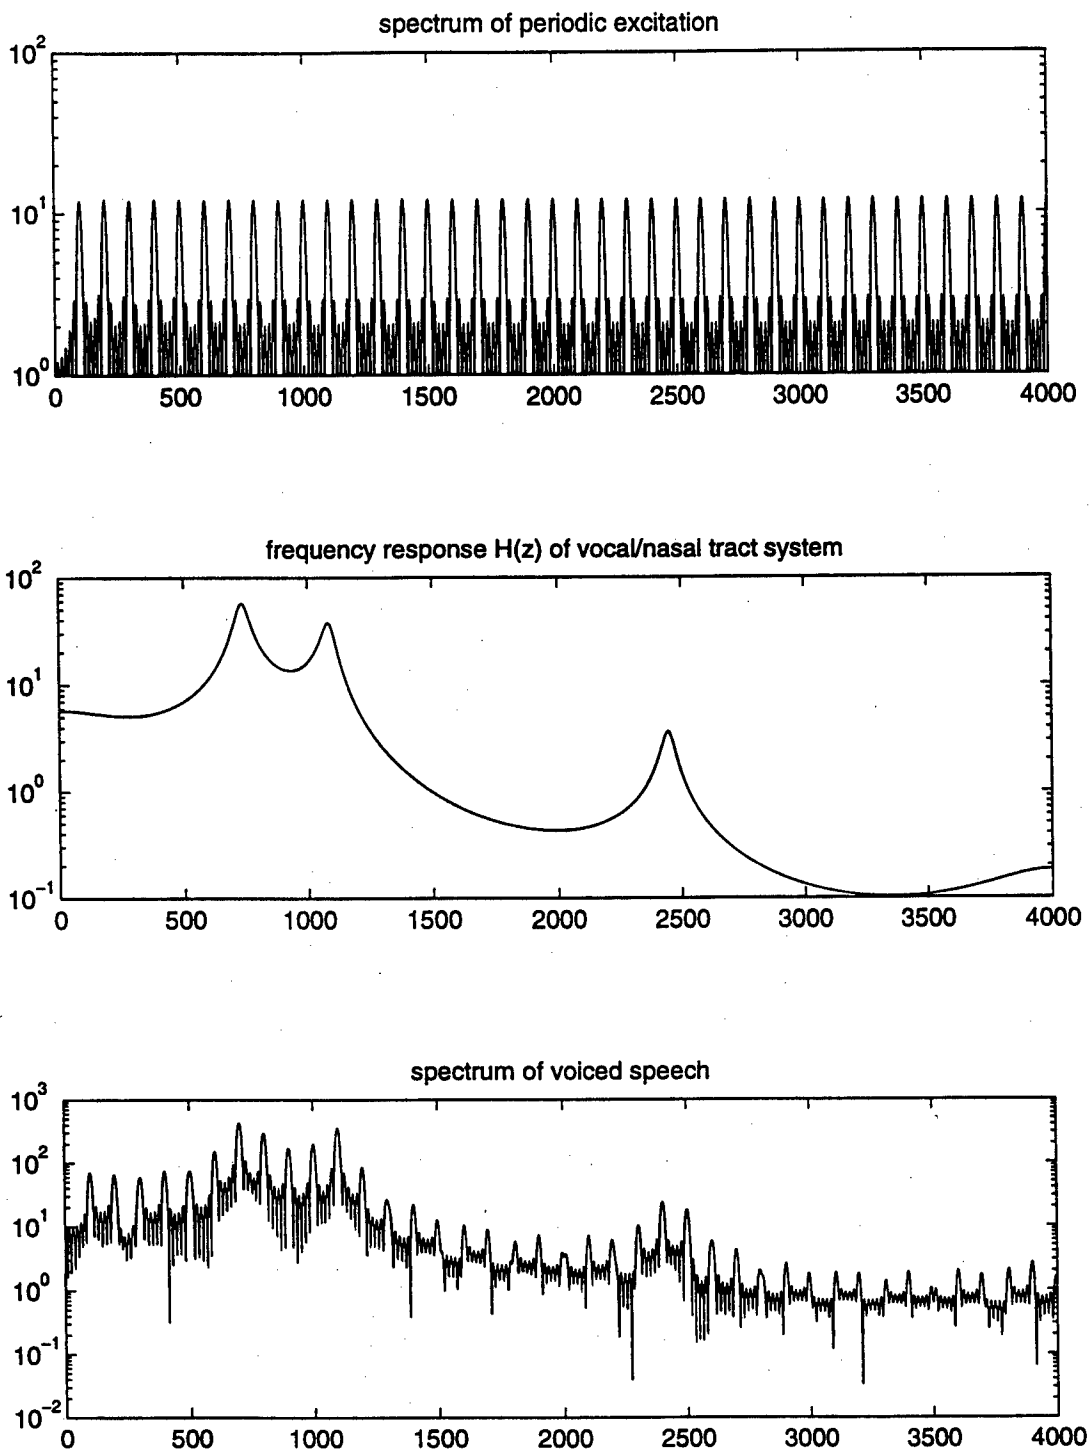 spectrum of periodic excitation
10^2
10^1
10^0
0 500 1000 1500 2000 2500 3000 3500 4000
frequency response H(z) of vocal/nasal tract system
10^2
10^1
10^0
10^-1
0 500 1000 1500 2000 2500 3000 3500 4000
spectrum of voiced speech
10^3
10^2
10^1
10^0
10^-1
10^-2
0 500 1000 1500 2000 2500 3000 3500 4000